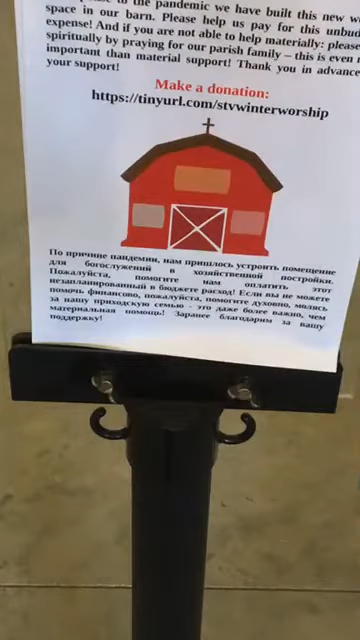 to the pandemic we have built this new
space in our barn. Please help us pay for this
expense! And if you are not able to help materially: please
spiritually by praying for our parish family – this is even
important than material support! Thank you in advance
your support!
Make a donation:
https://tinyurl.com/stvwinterworship
По причине пандемии, нам пришлось устроить помещение
для богослужений в хозяйственной постройки.
Пожалуйста, помогите нам оплатить этот
незапланированный в бюджете расход! Если вы не можете
помочь финансово, пожалуйста, помогите духовно, молясь
за нашу приходскую семью - это даже более важно, чем
материальная помощь! Заранее благодарим за вашу
поддержку!